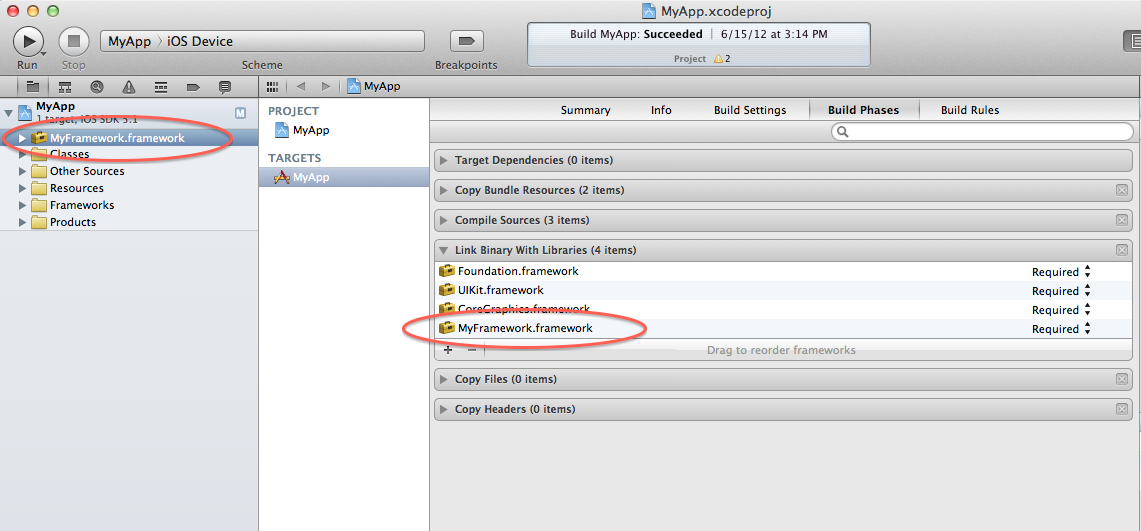 MyApp.xcodeproj
MyApp › iOS Device
Build MyApp: Succeeded | 6/15/12 at 3:14 PM
Project 2
Run Stop Scheme Breakpoints
MyApp
MyApp
1 target, iOS SDK 5.1
M
MyFramework.framework
Classes
Other Sources
Resources
Frameworks
Products
PROJECT
MyApp
TARGETS
MyApp
Summary Info Build Settings Build Phases Build Rules
Target Dependencies (0 items)
Copy Bundle Resources (2 items)
Compile Sources (3 items)
Link Binary With Libraries (4 items)
Foundation.framework Required
UIKit.framework Required
CoreGraphics.framework Required
MyFramework.framework Required
+ − Drag to reorder frameworks
Copy Files (0 items)
Copy Headers (0 items)